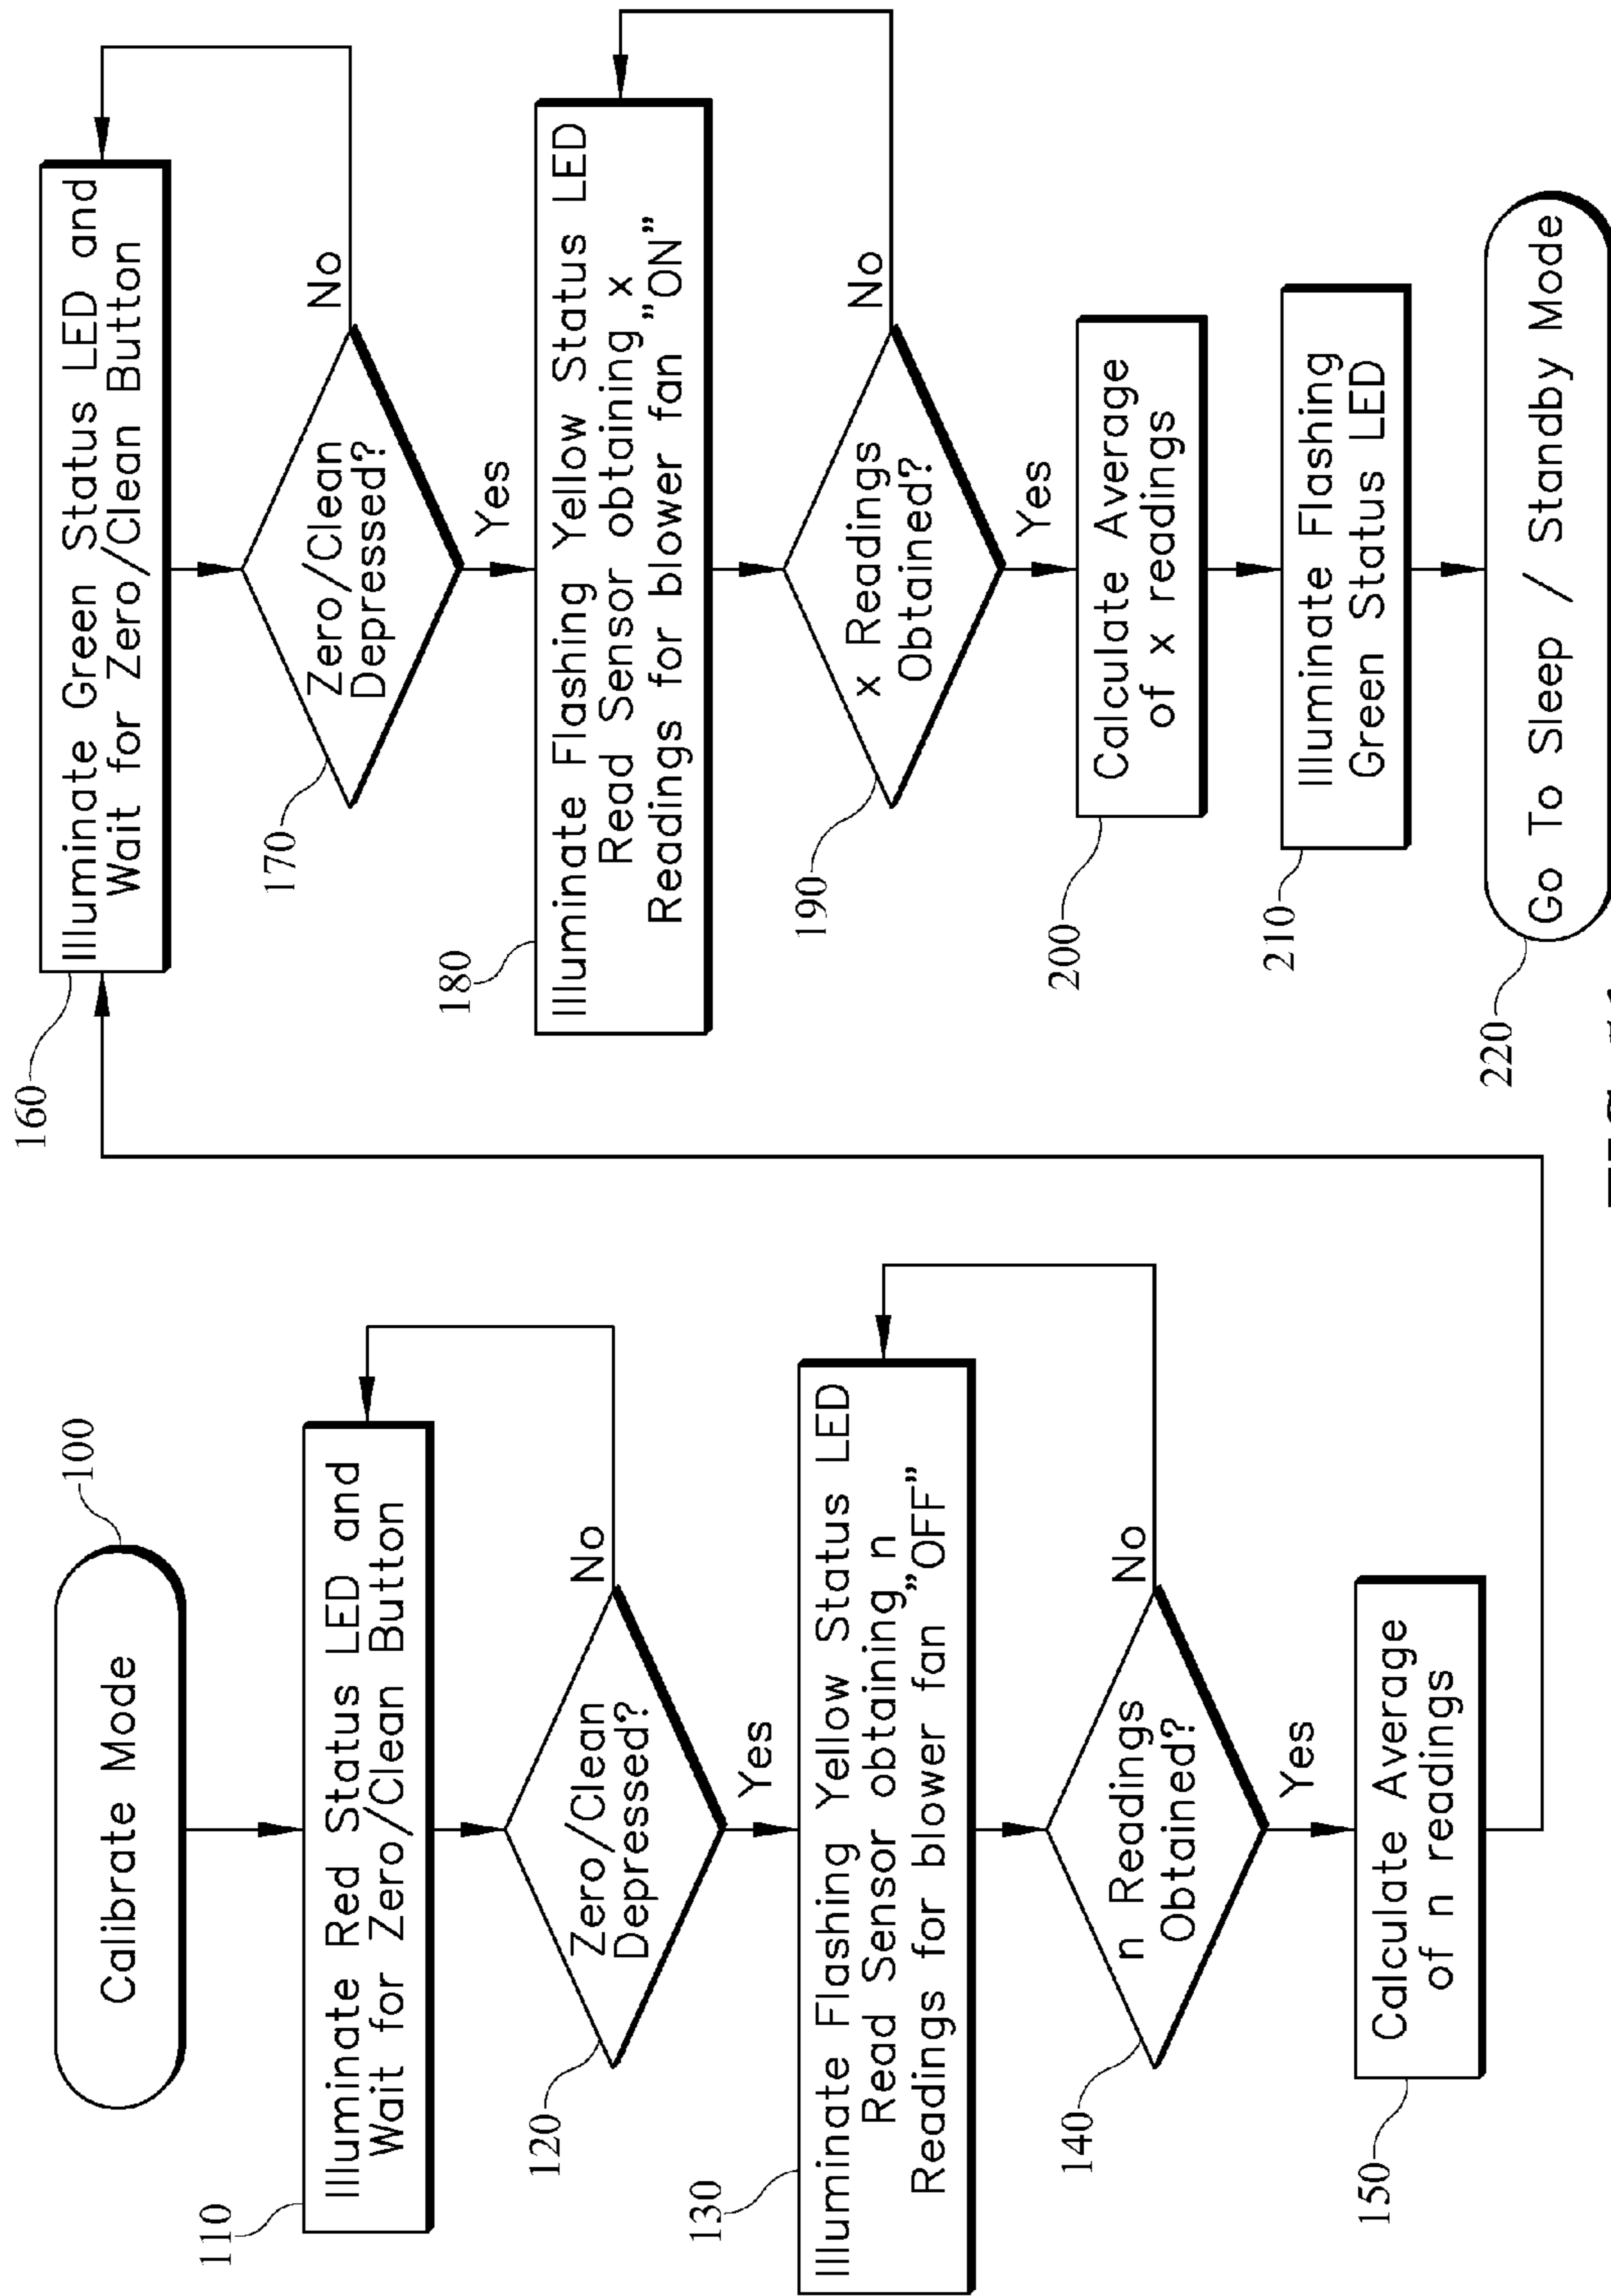 Calibrate Mode
100
Illuminate Red Status LED and
Wait for Zero/Clean Button
110
Zero/Clean
Depressed?
120
No
Yes
Illuminate Flashing Yellow Status LED
Read Sensor obtaining n
Readings for blower fan "OFF"
130
n Readings
Obtained?
140
No
Yes
Calculate Average
of n readings
150
Illuminate Green Status LED and
Wait for Zero/Clean Button
160
Zero/Clean
Depressed?
170
No
Yes
Illuminate Flashing Yellow Status LED
Read Sensor obtaining x
Readings for blower fan "ON"
180
x Readings
Obtained?
190
No
Yes
Calculate Average
of x readings
200
Illuminate Flashing
Green Status LED
210
Go To Sleep / Standby Mode
220